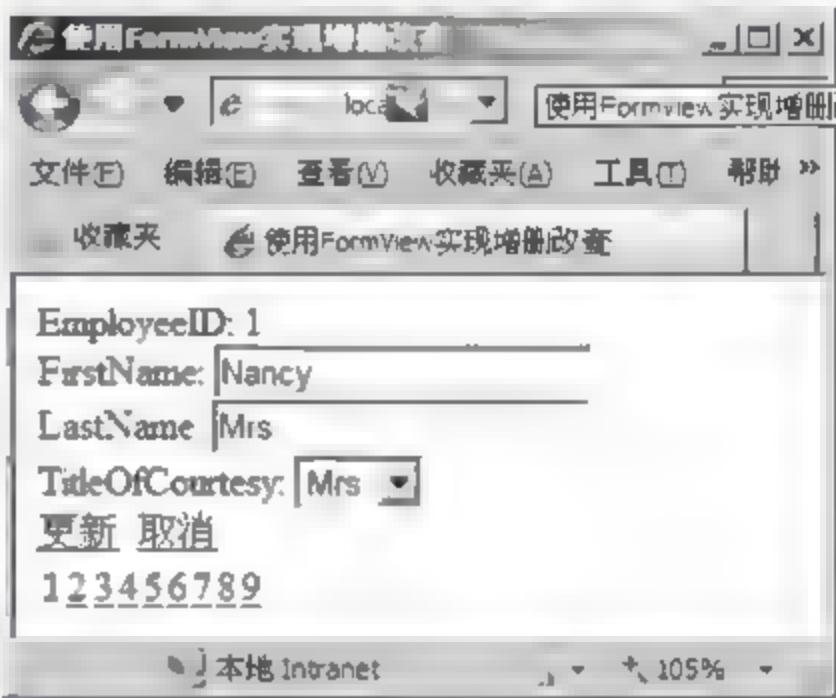 使用FormView实现增删改查
loca
使用Formview实现增删
文件(F) 编辑(E) 查看(V) 收藏夹(A) 工具(T) 帮助 »
收藏夹 使用FormView实现增删改查
EmployeeID: 1
FirstName: Nancy
LastName Mrs
TitleOfCourtesy: Mrs
更新 取消
123456789
本地 Intranet 105%